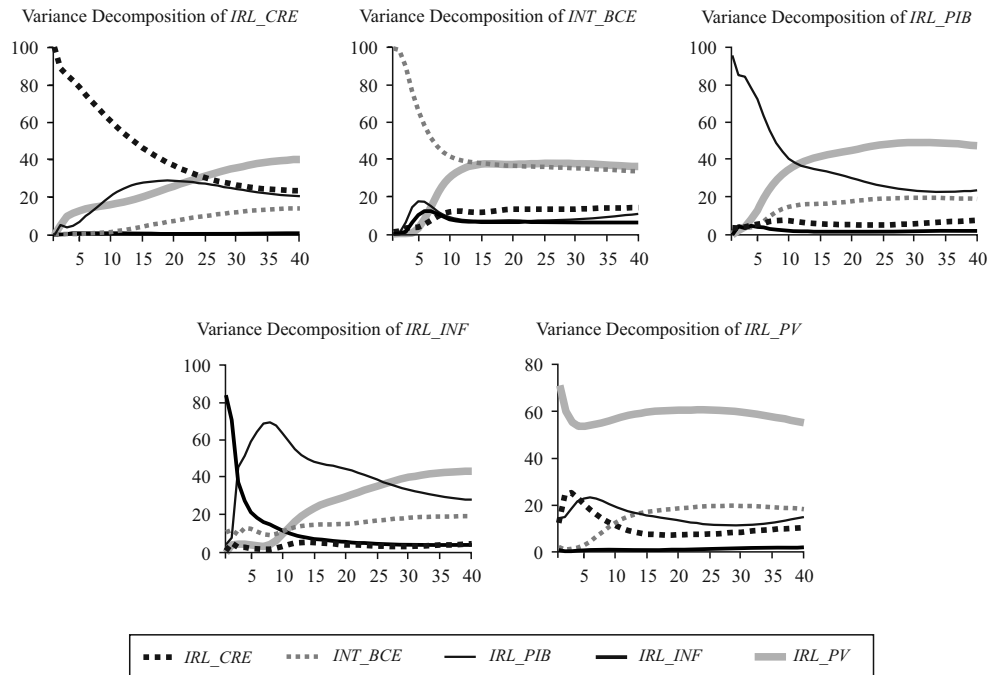 Variance Decomposition of IRL_CRE
Variance Decomposition of INT_BCE
Variance Decomposition of IRL_PIB
100
80
60
40
20
0
5 10 15 20 25 30 35 40
100
80
60
40
20
0
5 10 15 20 25 30 35 40
100
80
60
40
20
0
5 10 15 20 25 30 35 40
Variance Decomposition of IRL_INF
Variance Decomposition of IRL_PV
100
80
60
40
20
0
5 10 15 20 25 30 35 40
80
60
40
20
0
5 10 15 20 25 30 35 40
IRL_CRE INT_BCE IRL_PIB IRL_INF IRL_PV